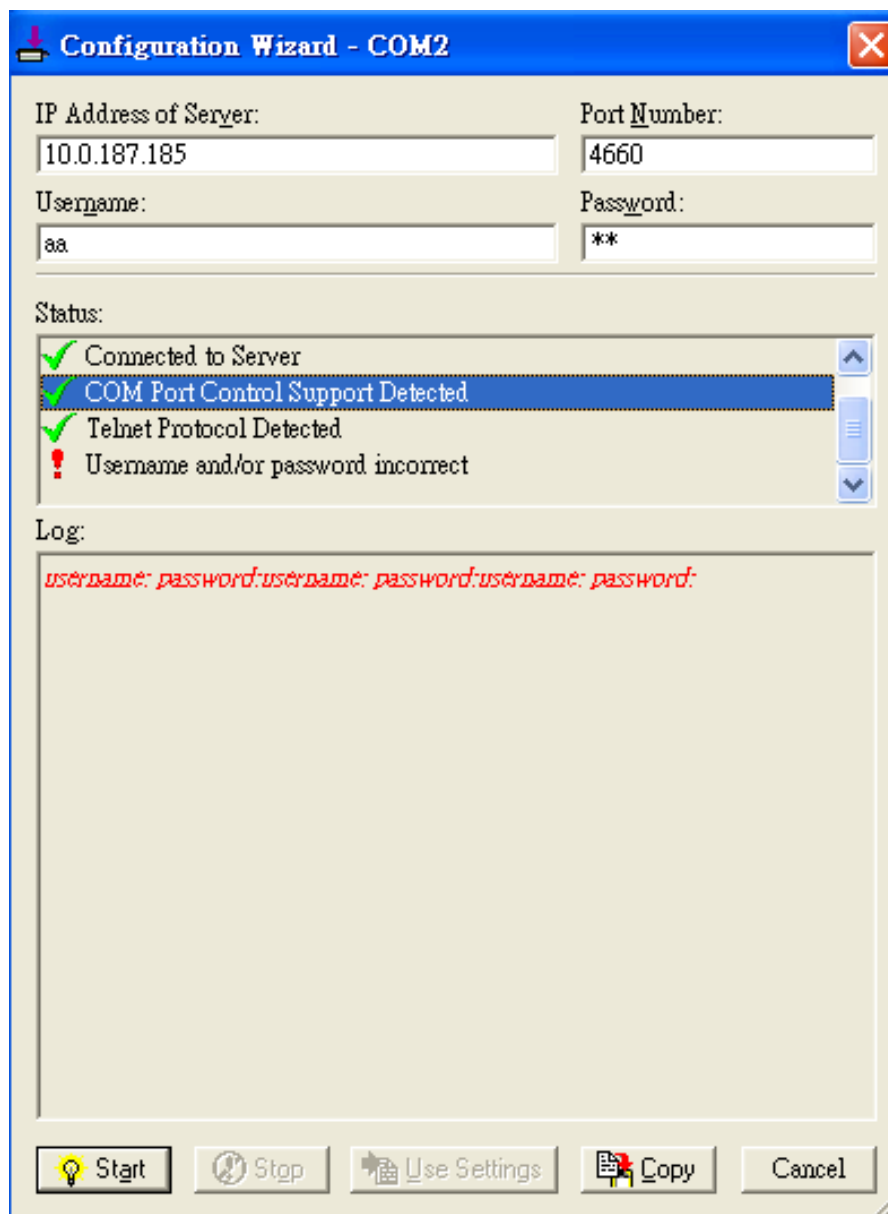 Configuration Wizard - COM2
IP Address of Server: Port Number:
10.0.187.185 4660
Username: Password:
aa **
Status:
Connected to Server
COM Port Control Support Detected
Telnet Protocol Detected
Username and/or password incorrect
Log:
username: password:username: password:username: password:
Start Stop Use Settings Copy Cancel